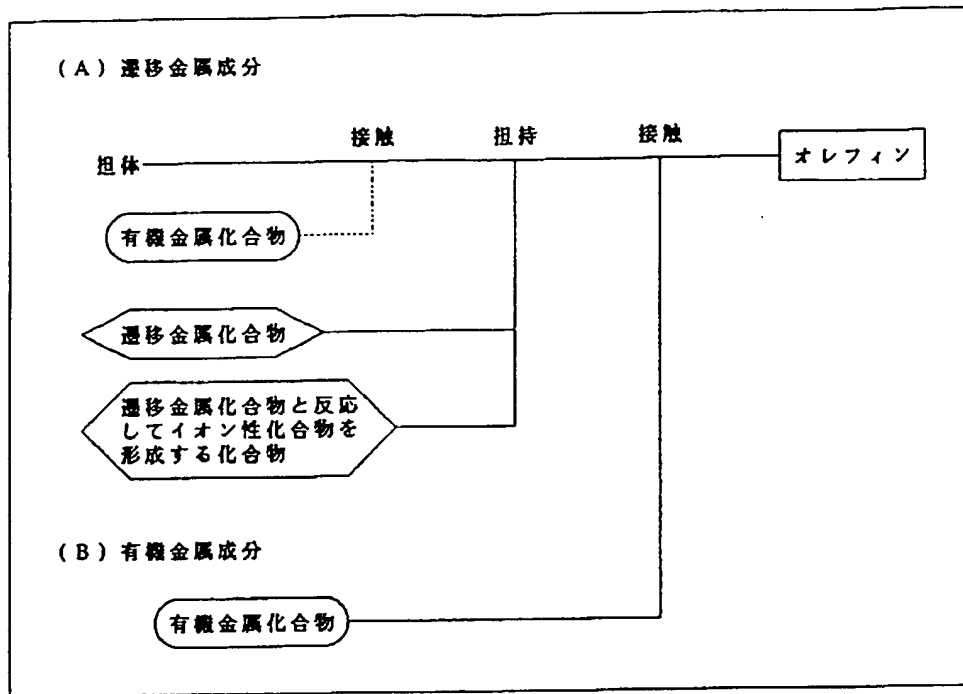 (A)遷移金属成分
接触 担持 接触
担体 オレフィン
有機金属化合物
遷移金属化合物
遷移金属化合物と反応
してイオン性化合物を
形成する化合物
(B)有機金属成分
有機金属化合物